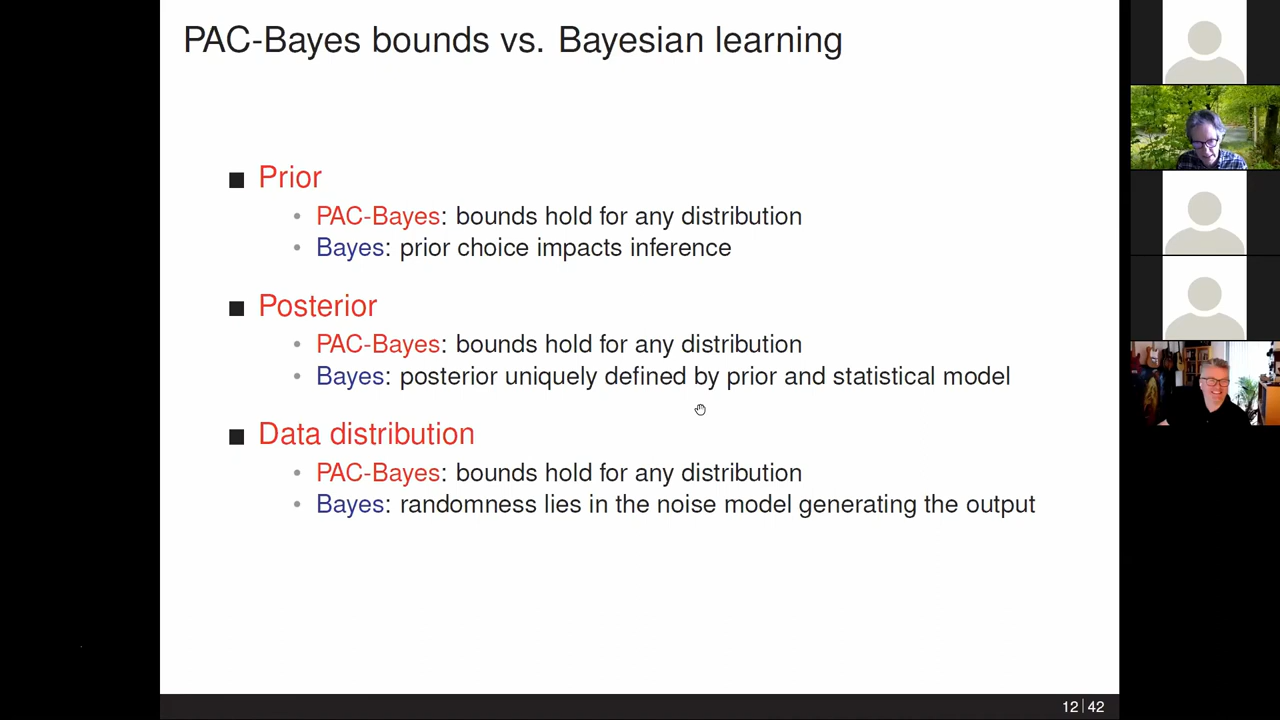 PAC-Bayes bounds vs. Bayesian learning
Prior
PAC-Bayes: bounds hold for any distribution
Bayes: prior choice impacts inference
Posterior
PAC-Bayes: bounds hold for any distribution
Bayes: posterior uniquely defined by prior and statistical model
Data distribution
PAC-Bayes: bounds hold for any distribution
Bayes: randomness lies in the noise model generating the output
12 | 42